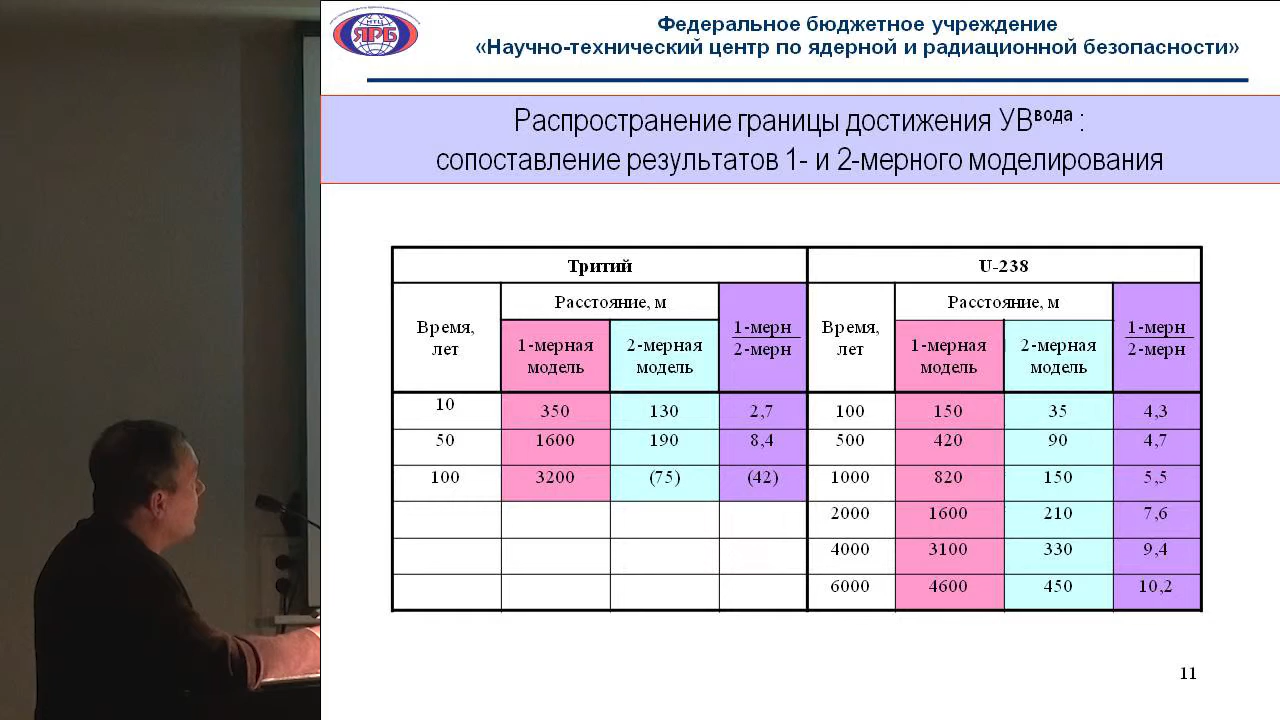 НТЦ
ЯРБ
Федеральное бюджетное учреждение
«Научно-технический центр по ядерной и радиационной безопасности»
Распространение границы достижения УВвода :
сопоставление результатов 1- и 2-мерного моделирования
Тритий U-238
Время, лет Расстояние, м 1-мерн/2-мерн Время, лет Расстояние, м 1-мерн/2-мерн
1-мерная модель 2-мерная модель 1-мерная модель 2-мерная модель
10 350 130 2,7 100 150 35 4,3
50 1600 190 8,4 500 420 90 4,7
100 3200 (75) (42) 1000 820 150 5,5
2000 1600 210 7,6
4000 3100 330 9,4
6000 4600 450 10,2
11